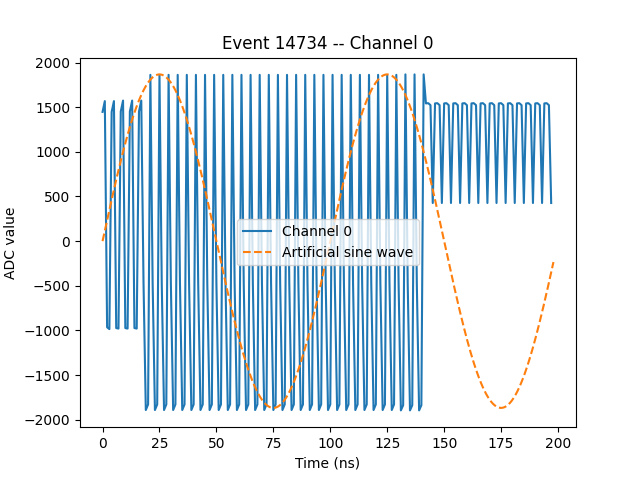 Event 14734 -- Channel 0
2000
1500
1000
500
0
−500
−1000
−1500
−2000
ADC value
Channel 0
Artificial sine wave
0 25 50 75 100 125 150 175 200
Time (ns)